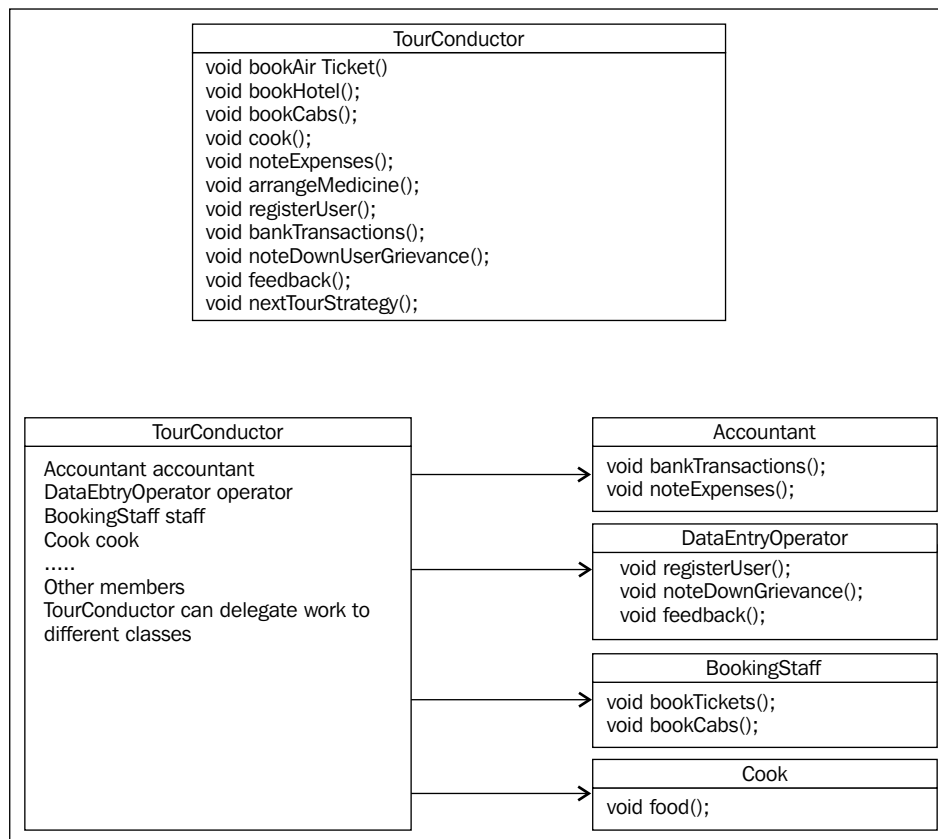 TourConductor
void bookAir Ticket()
void bookHotel();
void bookCabs();
void cook();
void noteExpenses();
void arrangeMedicine();
void registerUser();
void bankTransactions();
void noteDownUserGrievance();
void feedback();
void nextTourStrategy();
TourConductor
Accountant accountant
DataEbtryOperator operator
BookingStaff staff
Cook cook
.....
Other members
TourConductor can delegate work to
different classes
Accountant
void bankTransactions();
void noteExpenses();
DataEntryOperator
void registerUser();
void noteDownGrievance();
void feedback();
BookingStaff
void bookTickets();
void bookCabs();
Cook
void food();